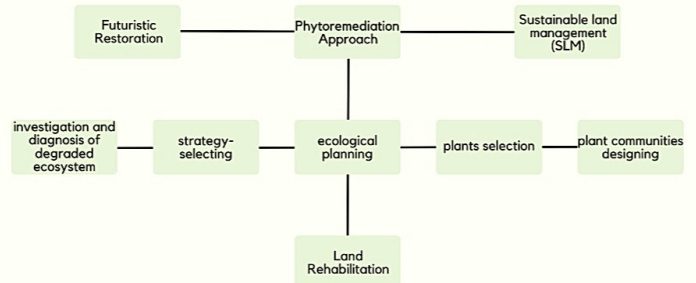 Futuristic
Restoration
Phytoremediation
Approach
Sustainable land
management
(SLM)
investigation and
diagnosis of
degraded
ecosystem
strategy-
selecting
ecological
planning
plants selection
plant communities
designing
Land
Rehabilitation